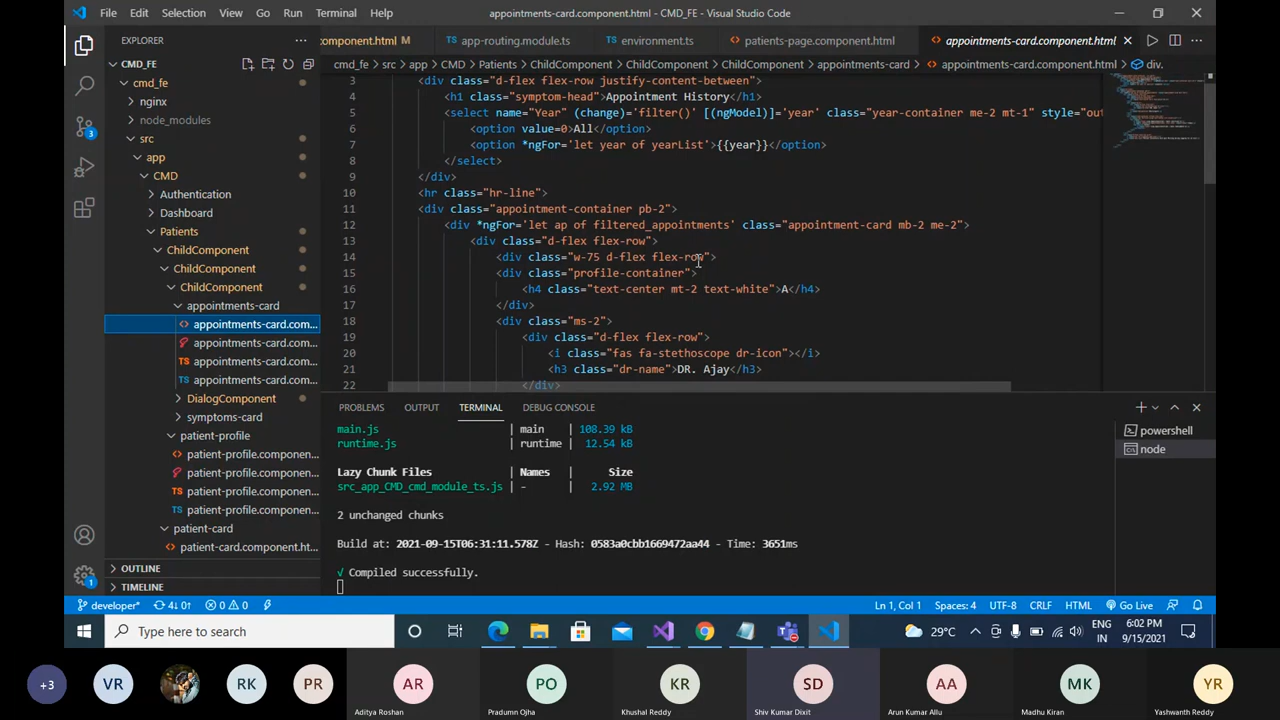 File Edit Selection View Go Run Terminal Help
appointments-card.component.html - CMD_FE - Visual Studio Code
EXPLORER
component.html M
app-routing.module.ts
environment.ts
patients-page.component.html
appointments-card.component.html
CMD_FE
cmd_fe > src > app > CMD > Patients > ChildComponent > ChildComponent > ChildComponent > appointments-card > appointments-card.component.html > div.
cmd_fe
nginx
node_modules
src
app
CMD
Authentication
Dashboard
Patients
ChildComponent
ChildComponent
ChildComponent
appointments-card
appointments-card.com...
appointments-card.com...
TS appointments-card.com...
TS appointments-card.com...
DialogComponent
symptoms-card
patient-profile
patient-profile.componen...
patient-profile.componen...
TS patient-profile.componen...
TS patient-profile.componen...
patient-card
patient-card.component.ht...
OUTLINE
TIMELINE
3 <div class="d-flex flex-row justify-content-between">
4 <h1 class="symptom-head">Appointment History</h1>
5 <select name="Year" (change)='filter()' [(ngModel)]='year' class="year-container me-2 mt-1" style="out
6 <option value=0>All</option>
7 <option *ngFor='let year of yearList'>{{year}}</option>
8 </select>
9 </div>
10 <hr class="hr-line">
11 <div class="appointment-container pb-2">
12 <div *ngFor='let ap of filtered_appointments' class="appointment-card mb-2 me-2">
13 <div class="d-flex flex-row">
14 <div class="w-75 d-flex flex-row">
15 <div class="profile-container">
16 <h4 class="text-center mt-2 text-white">A</h4>
17 </div>
18 <div class="ms-2">
19 <div class="d-flex flex-row">
20 <i class="fas fa-stethoscope dr-icon"></i>
21 <h3 class="dr-name">DR. Ajay</h3>
22 </div>
PROBLEMS OUTPUT TERMINAL DEBUG CONSOLE
main.js | main | 108.39 kB
runtime.js | runtime | 12.54 kB
Lazy Chunk Files | Names | Size
src_app_CMD_cmd_module_ts.js | - | 2.92 MB
2 unchanged chunks
Build at: 2021-09-15T06:31:11.578Z - Hash: 0583a0cbb1669472aa44 - Time: 3651ms
√ Compiled successfully.
powershell
node
3
1
developer* 4↓ 0↑ 0 0
Ln 1, Col 1 Spaces: 4 UTF-8 CRLF HTML Go Live
Type here to search
29°C
ENG
IN
6:02 PM
9/15/2021
+3 VR RK PR AR PO KR SD AA MK YR
Aditya Roshan Pradumn Ojha Khushal Reddy Shiv Kumar Dixit Arun Kumar Allu Madhu Kiran Yashwanth Reddy